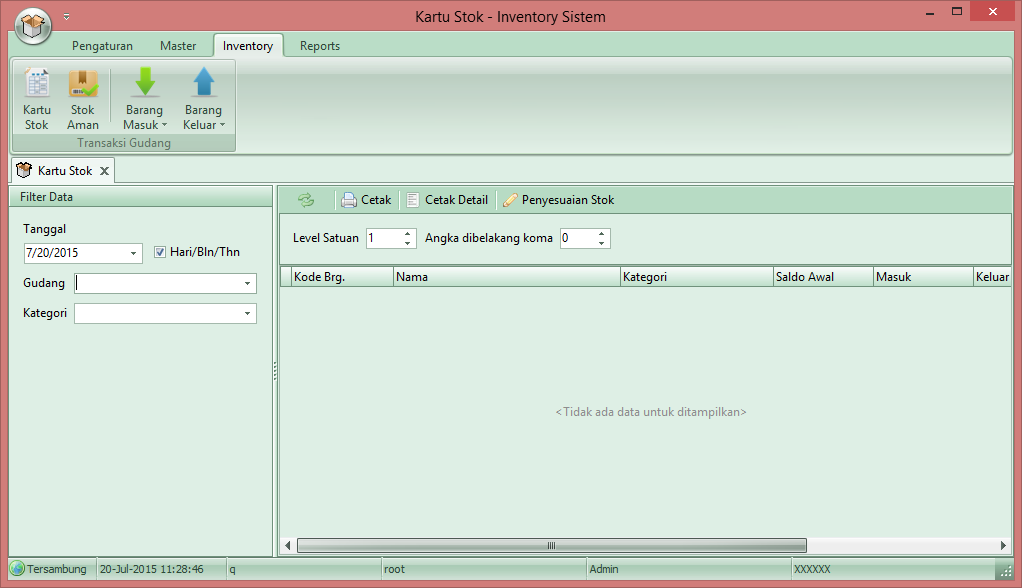 Kartu Stok - Inventory Sistem
Pengaturan Master Inventory Reports
Kartu Stok
Stok Aman
Barang Masuk
Barang Keluar
Transaksi Gudang
Kartu Stok
Filter Data
Tanggal
7/20/2015 Hari/Bln/Thn
Gudang
Kategori
Cetak Cetak Detail Penyesuaian Stok
Level Satuan 1 Angka dibelakang koma 0
Kode Brg. Nama Kategori Saldo Awal Masuk Keluar
<Tidak ada data untuk ditampilkan>
Tersambung 20-Jul-2015 11:28:46 q root Admin XXXXXX